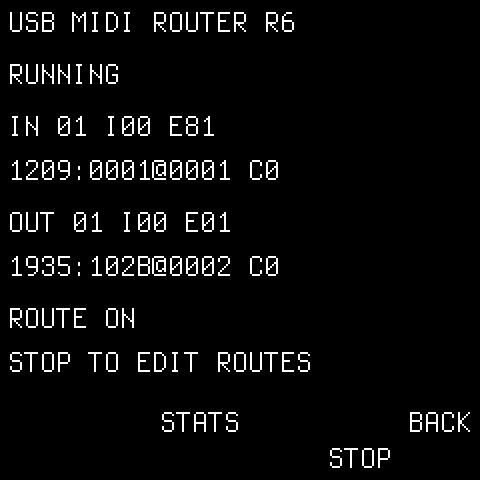 USB MIDI ROUTER R6
RUNNING
IN 01 I00 E81
1209:0001@0001 C0
OUT 01 I00 E01
1935:102B@0002 C0
ROUTE ON
STOP TO EDIT ROUTES
STATS BACK
STOP